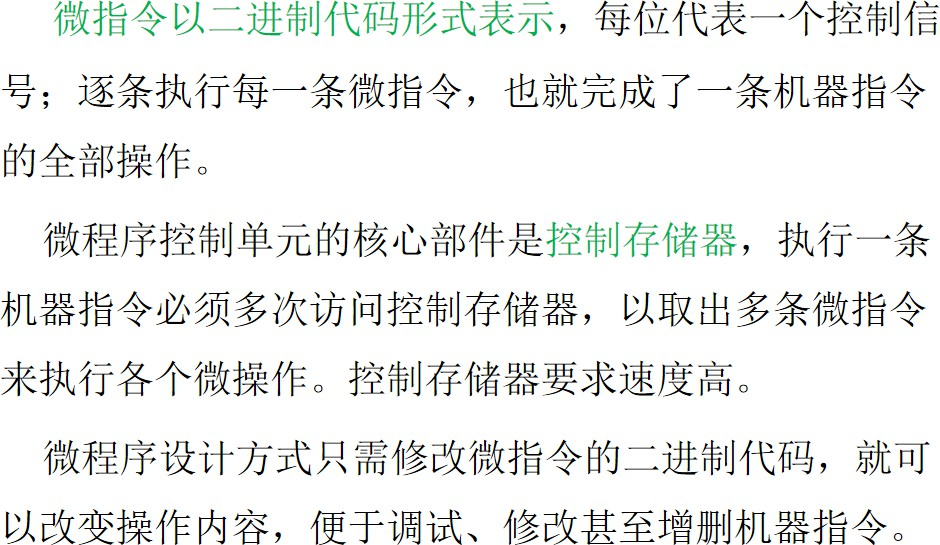 微指令以二进制代码形式表示，每位代表一个控制信
号；逐条执行每一条微指令，也就完成了一条机器指令
的全部操作。
微程序控制单元的核心部件是控制存储器，执行一条
机器指令必须多次访问控制存储器，以取出多条微指令
来执行各个微操作。控制存储器要求速度高。
微程序设计方式只需修改微指令的二进制代码，就可
以改变操作内容，便于调试、修改甚至增删机器指令。